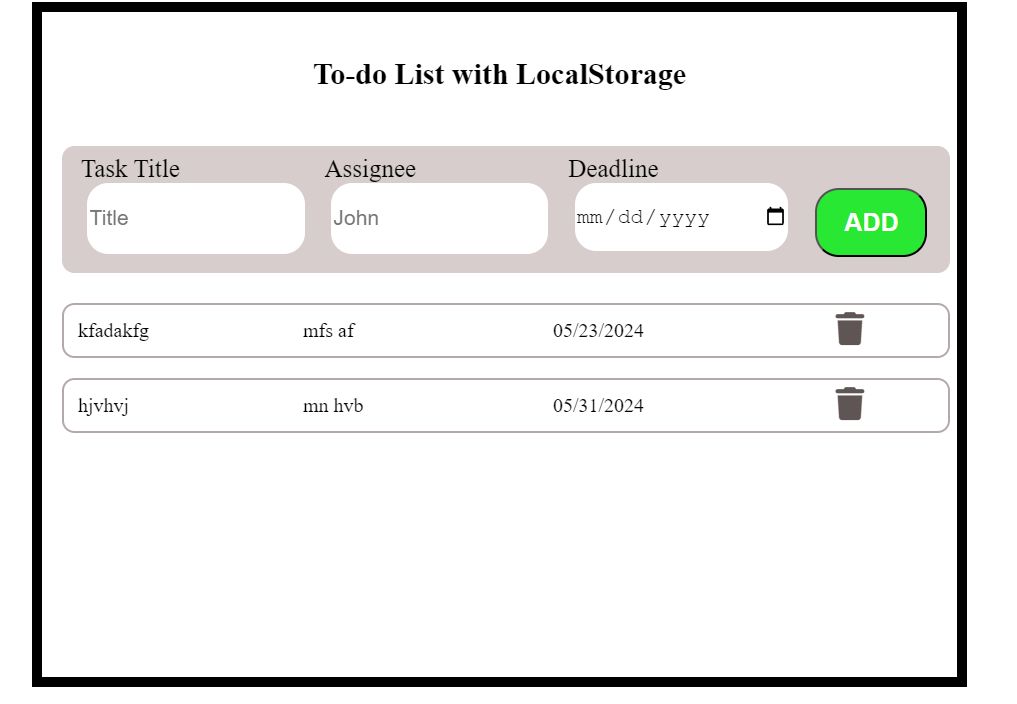 To-do List with LocalStorage
Task Title Assignee Deadline
Title John mm/dd/yyyy ADD
kfadakfg mfs af 05/23/2024
hjvhvj mn hvb 05/31/2024